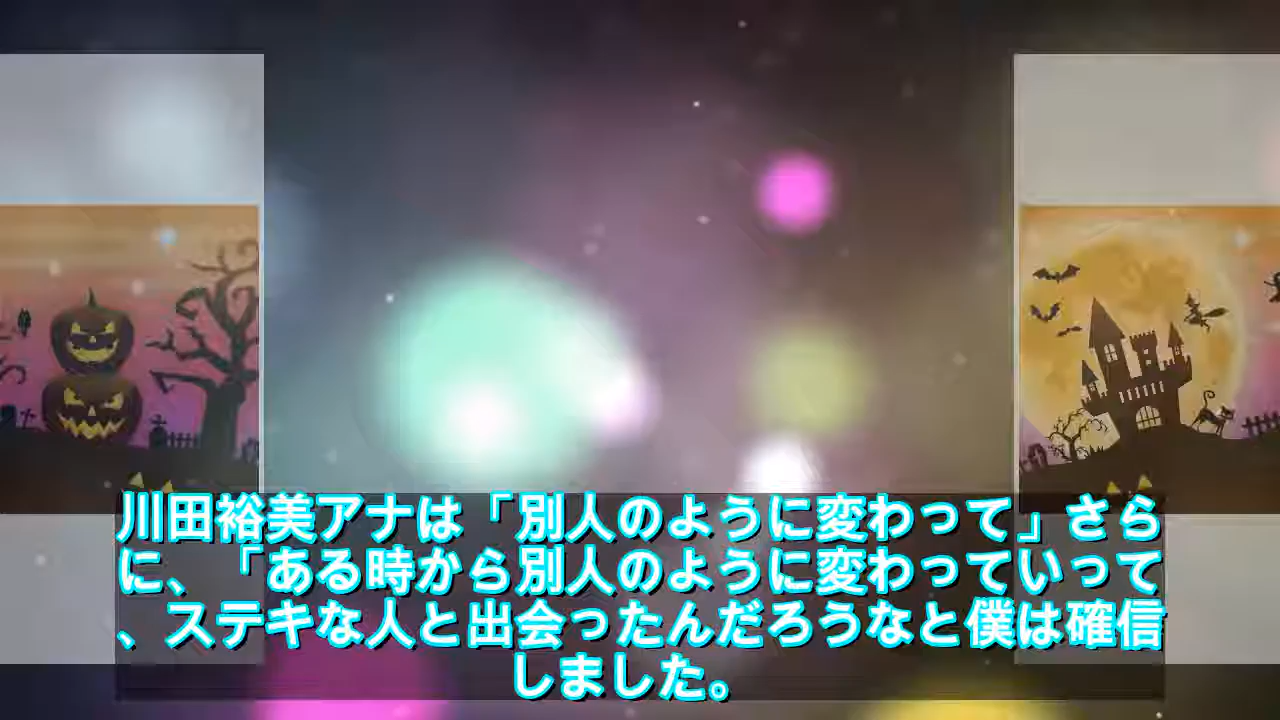 川田裕美アナは「別人のように変わって」さら
に、「ある時から別人のように変わっていって
、ステキな人と出会ったんだろうなと僕は確信
しました。